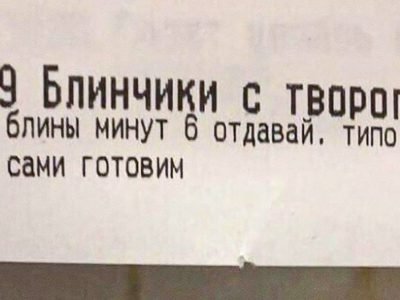 9 Блинчики с творог
блины минут 6 отдавай. типо
сами готовим